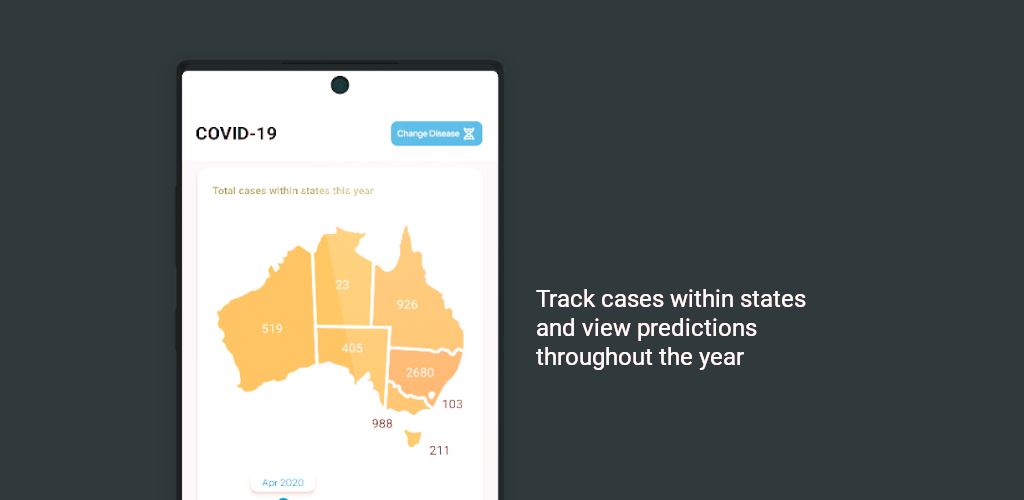 COVID-19
Change Disease
Total cases within states this year
23
926
519
405
2680
103
988
211
Apr 2020
Track cases within states
and view predictions
throughout the year